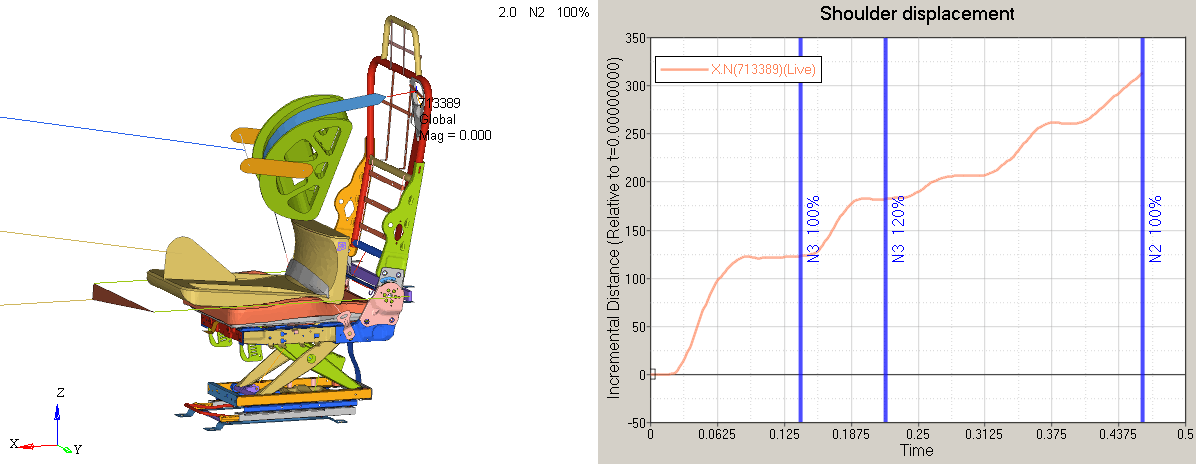 2.0 N2 100%
713389
Global
Mag = 0.000
Z
X
Y
Shoulder displacement
Incremental Distance (Relative to t=0.00000000)
350
300
250
200
150
100
50
0
-50
X.N(713389)(Live)
N3 100%
N3 120%
N2 100%
0
0.0625
0.125
0.1875
0.25
0.3125
0.375
0.4375
0.5
Time